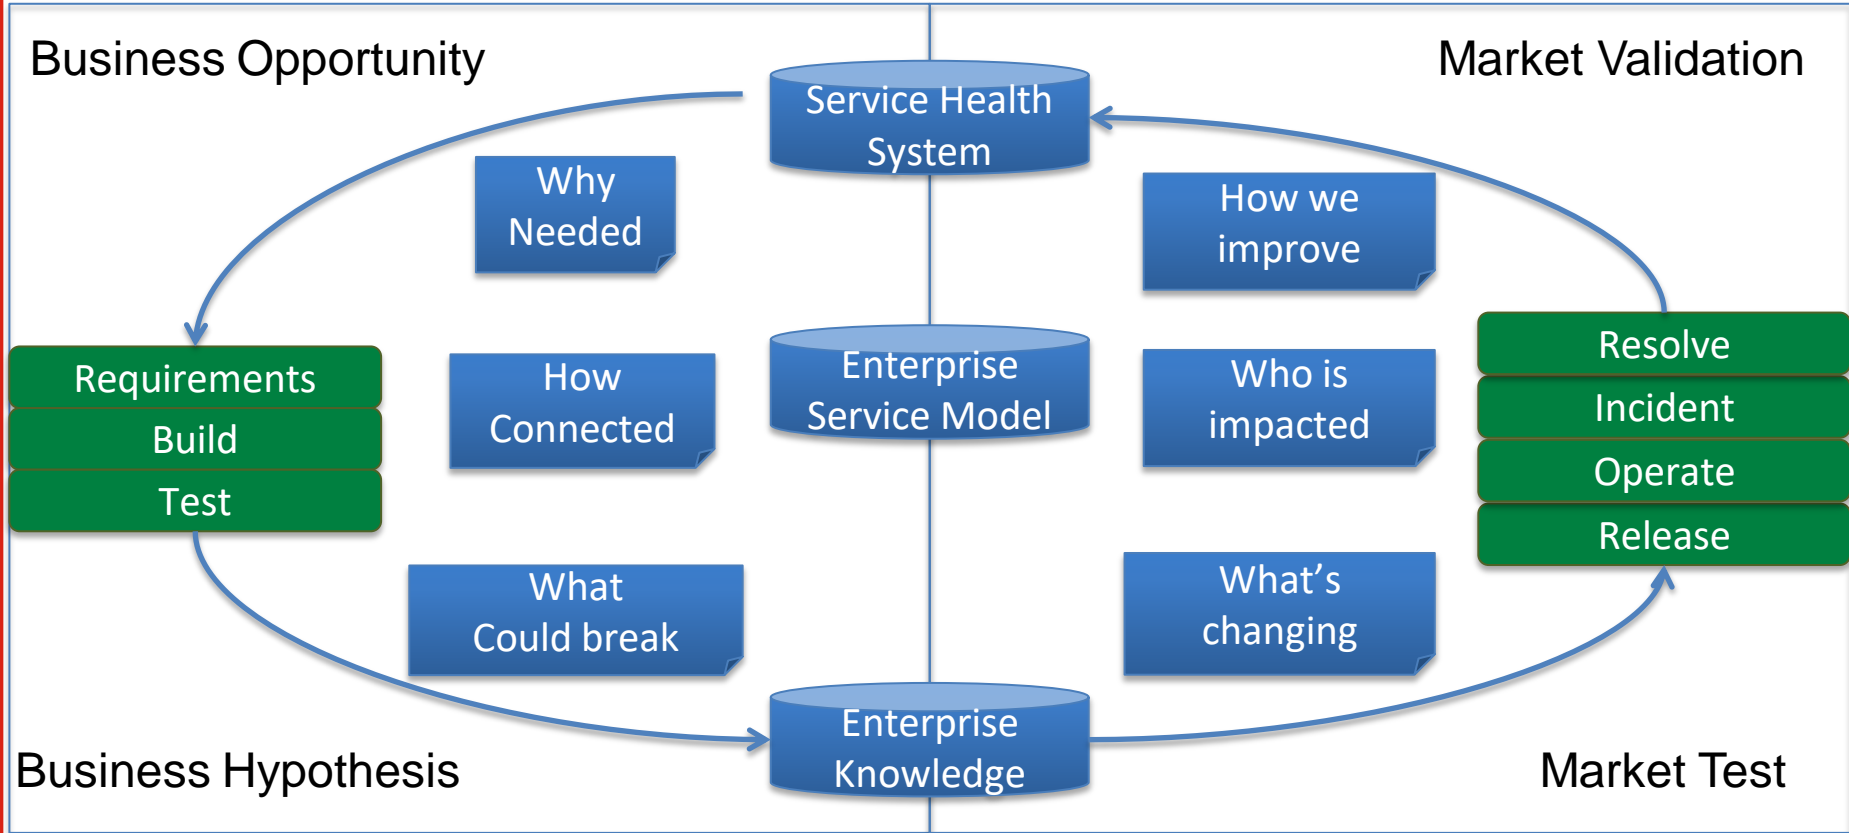 Business Opportunity
Market Validation
Service Health
System
Why
Needed
How we
improve
Requirements
Build
Test
How
Connected
Enterprise
Service Model
Who is
impacted
Resolve
Incident
Operate
Release
What
Could break
What’s
changing
Enterprise
Knowledge
Business Hypothesis
Market Test